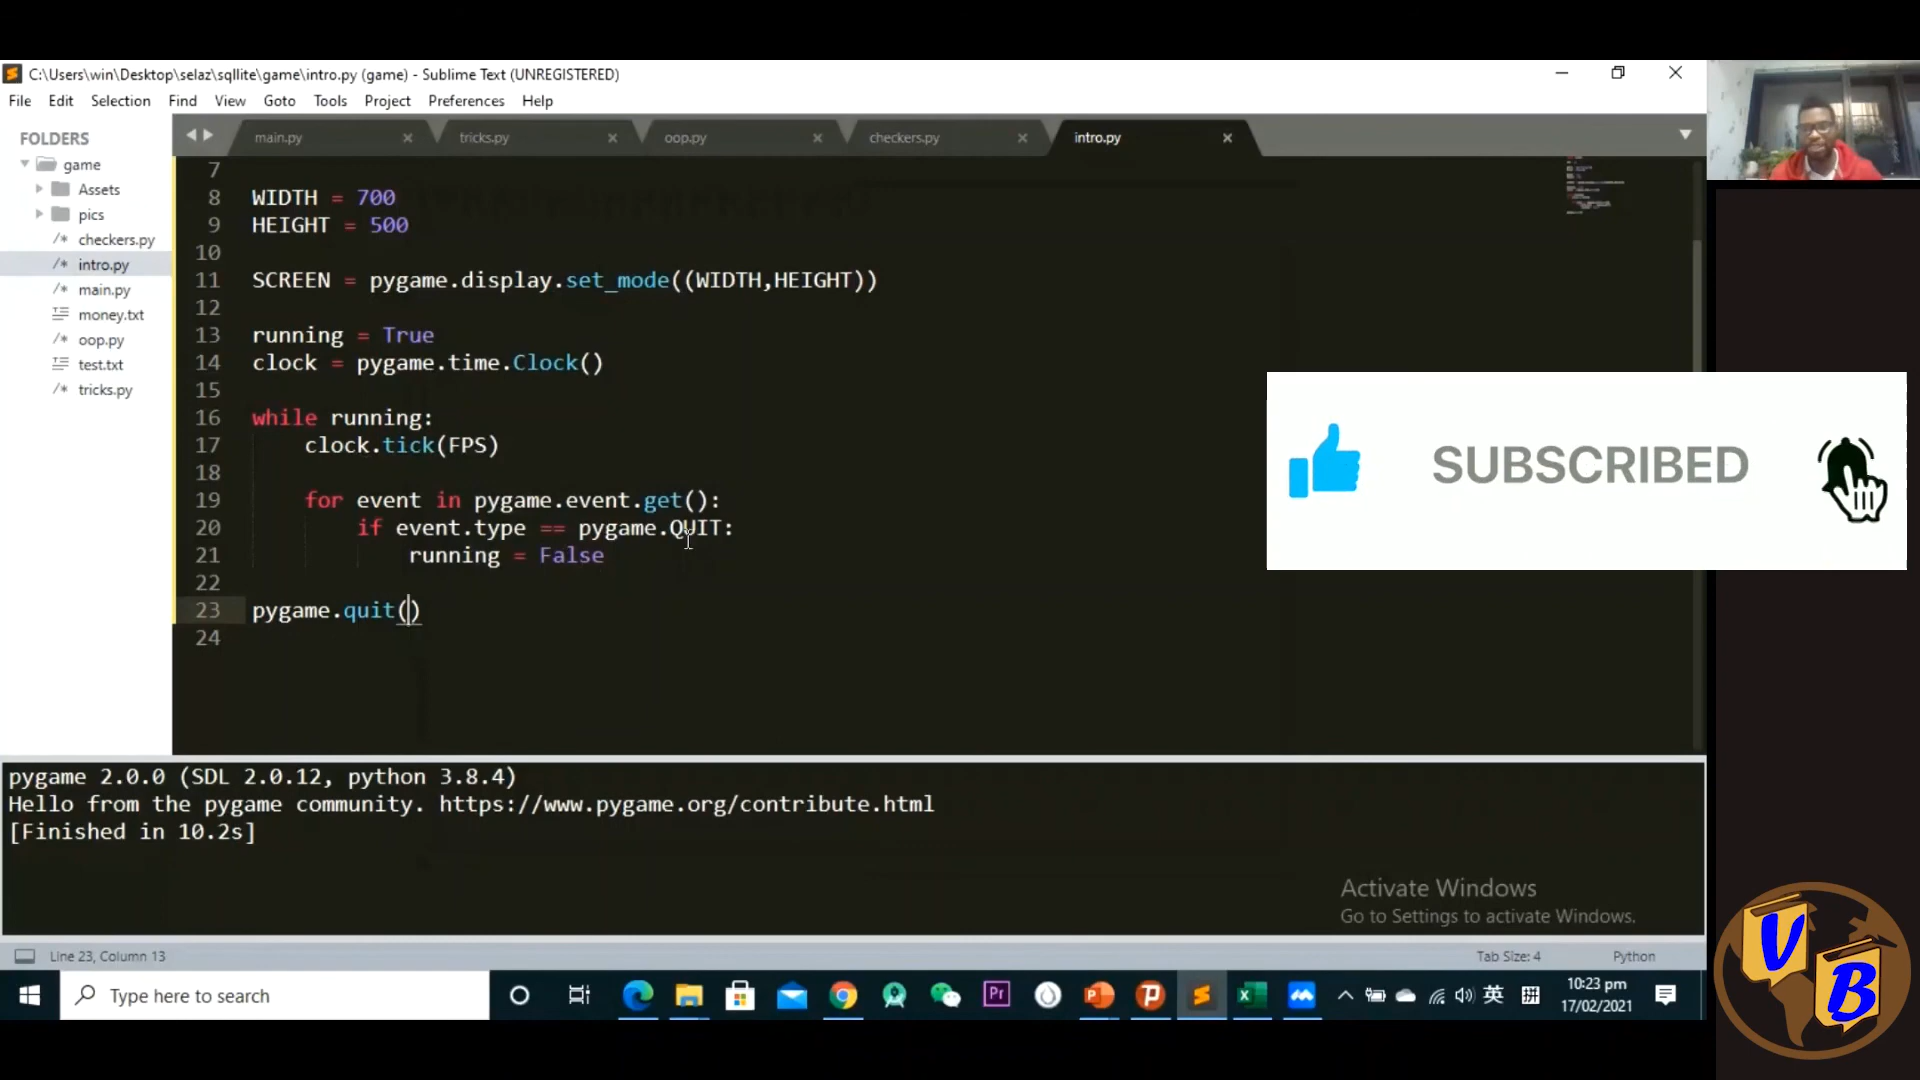 C:\Users\win\Desktop\selaz\sqllite\game\intro.py (game) - Sublime Text (UNREGISTERED)
File Edit Selection Find View Goto Tools Project Preferences Help
FOLDERS
game
Assets
pics
/* checkers.py
/* intro.py
/* main.py
money.txt
/* oop.py
test.txt
/* tricks.py
main.py tricks.py oop.py checkers.py intro.py
7
8 WIDTH = 700
9 HEIGHT = 500
10
11 SCREEN = pygame.display.set_mode((WIDTH,HEIGHT))
12
13 running = True
14 clock = pygame.time.Clock()
15
16 while running:
17 clock.tick(FPS)
18
19 for event in pygame.event.get():
20 if event.type == pygame.QUIT:
21 running = False
22
23 pygame.quit()
24
SUBSCRIBED
pygame 2.0.0 (SDL 2.0.12, python 3.8.4)
Hello from the pygame community. https://www.pygame.org/contribute.html
[Finished in 10.2s]
Activate Windows
Go to Settings to activate Windows.
Line 23, Column 13
Tab Size: 4 Python
Type here to search
Pr
英
拼
10:23 pm
17/02/2021
V
B